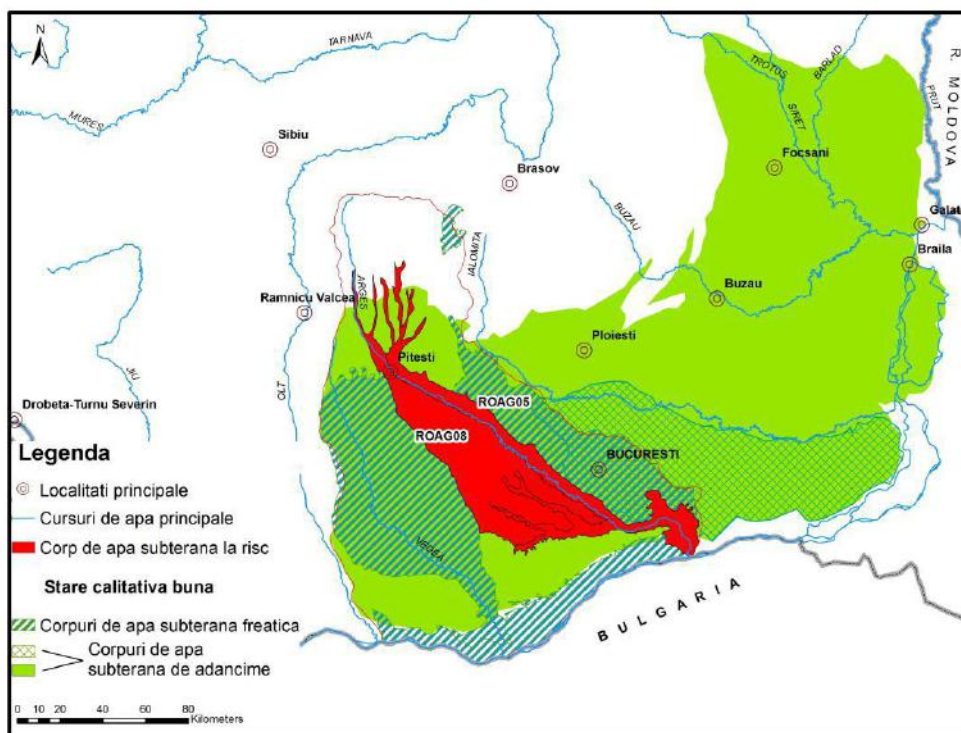 N
TARNAVA
MURES
TROTUS
BARLAD
SIRET
PRUT
R. MOLDOVA
Sibiu
Brasov
Focsani
BUZAU
IALOMITA
Galati
Braila
ARGES
Ramnicu Valcea
Buzau
Ploiesti
Pitesti
JIU
OLT
ROAG05
Drobeta-Turnu Severin
ROAG08
BUCURESTI
VEDEA
BULGARIA
Legenda
Localitati principale
Cursuri de apa principale
Corp de apa subterana la risc
Stare calitativa buna
Corpuri de apa subterana freatica
Corpuri de apa
subterana de adancime
0 10 20 40 60 80
Kilometers